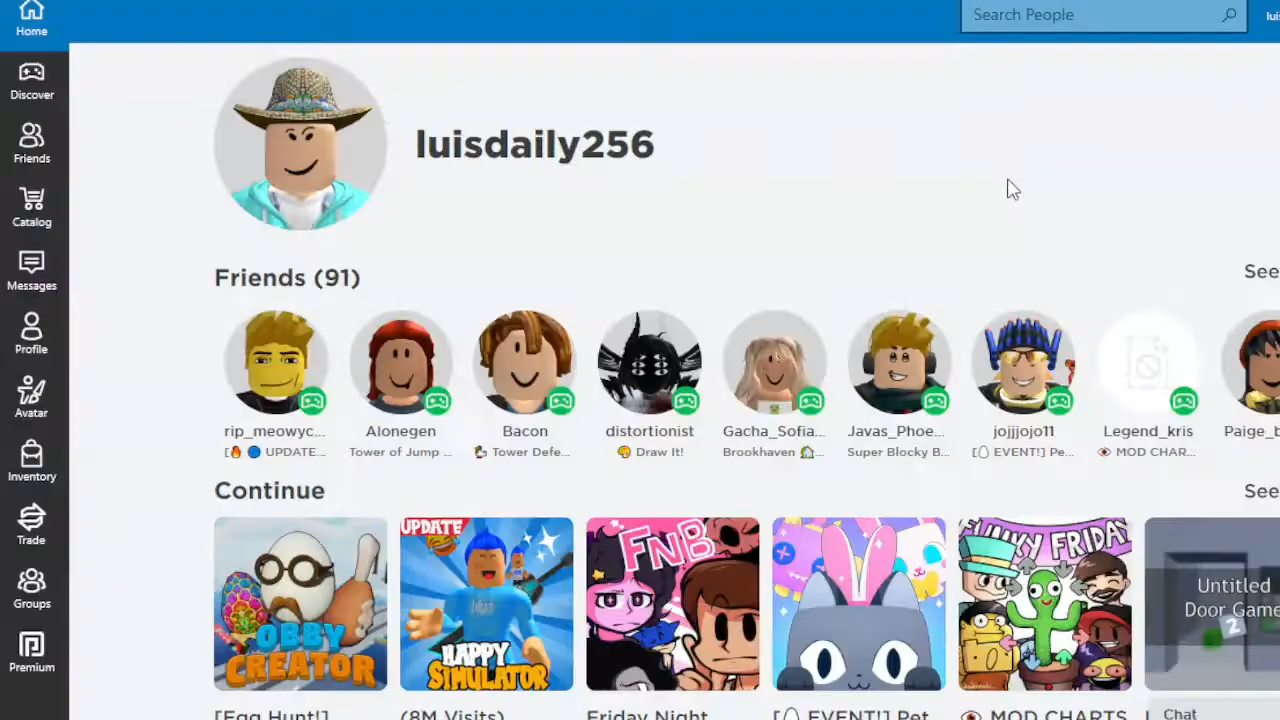 Home
Search People
lui
Discover
Friends
Catalog
Messages
Profile
Avatar
Inventory
Trade
Groups
Premium
luisdaily256
Friends (91)
See
rip_meowyc...
Alonegen
Bacon
distortionist
Gacha_Sofia...
Javas_Phoe...
jojjjojo11
Legend_kris
Paige_b
[🔥 🔵 UPDATE...
Tower of Jump ...
Tower Defe...
🎨 Draw It!
Brookhaven 🏡...
Super Blocky B...
[🥚 EVENT!] Pe...
👁 MOD CHAR...
Continue
See
OBBY
CREATOR
UPDATE
HAPPY
SIMULATOR
FNB
FUNKY FRIDAY
Untitled
Door Game
2
[Egg Hunt!]
(8M Visits)
Friday Night
[🥚 EVENT!] Pet
👁 MOD CHARTS
Chat